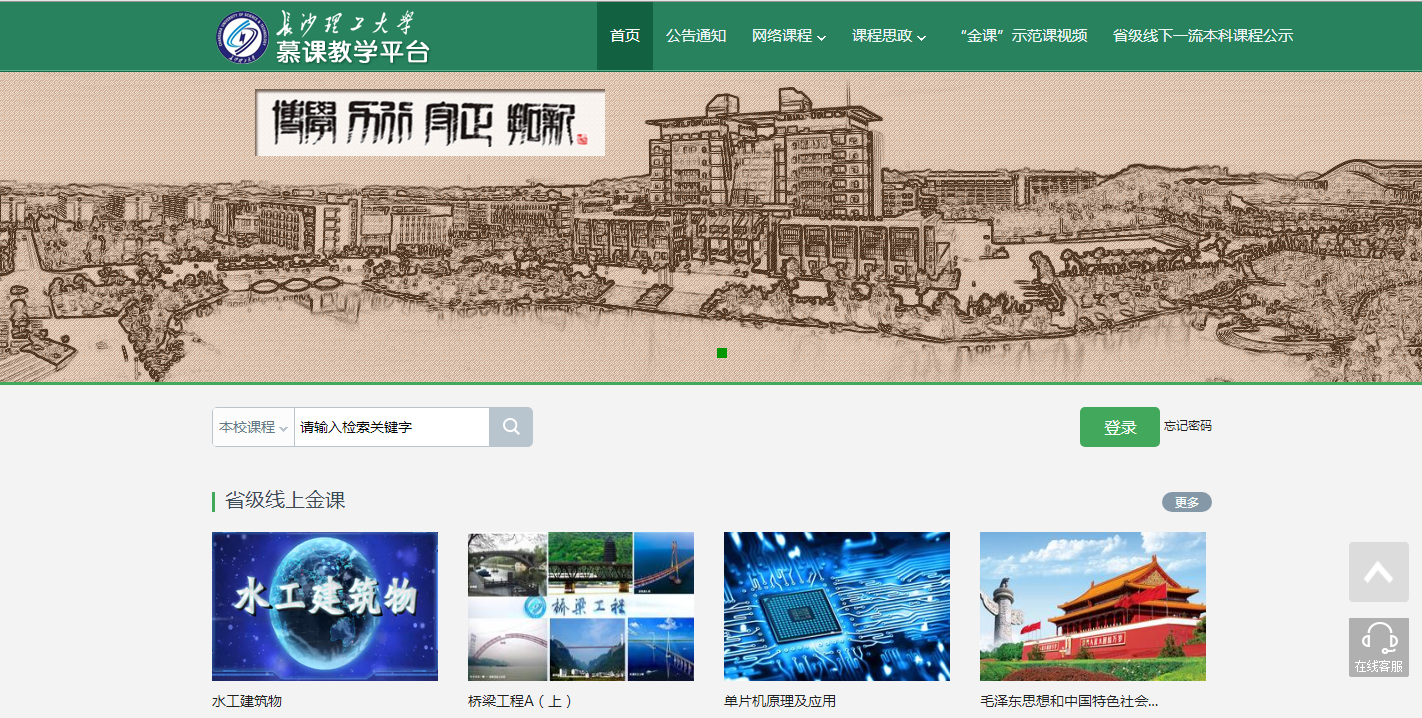 长沙理工大学
慕课教学平台
首页
公告通知
网络课程
课程思政
“金课”示范课视频
省级线下一流本科课程公示
博學 力行 守正 拓新
本校课程
请输入检索关键字
登录
忘记密码
省级线上金课
更多
水工建筑物
桥梁工程
在线客服
水工建筑物
桥梁工程A（上）
单片机原理及应用
毛泽东思想和中国特色社会...